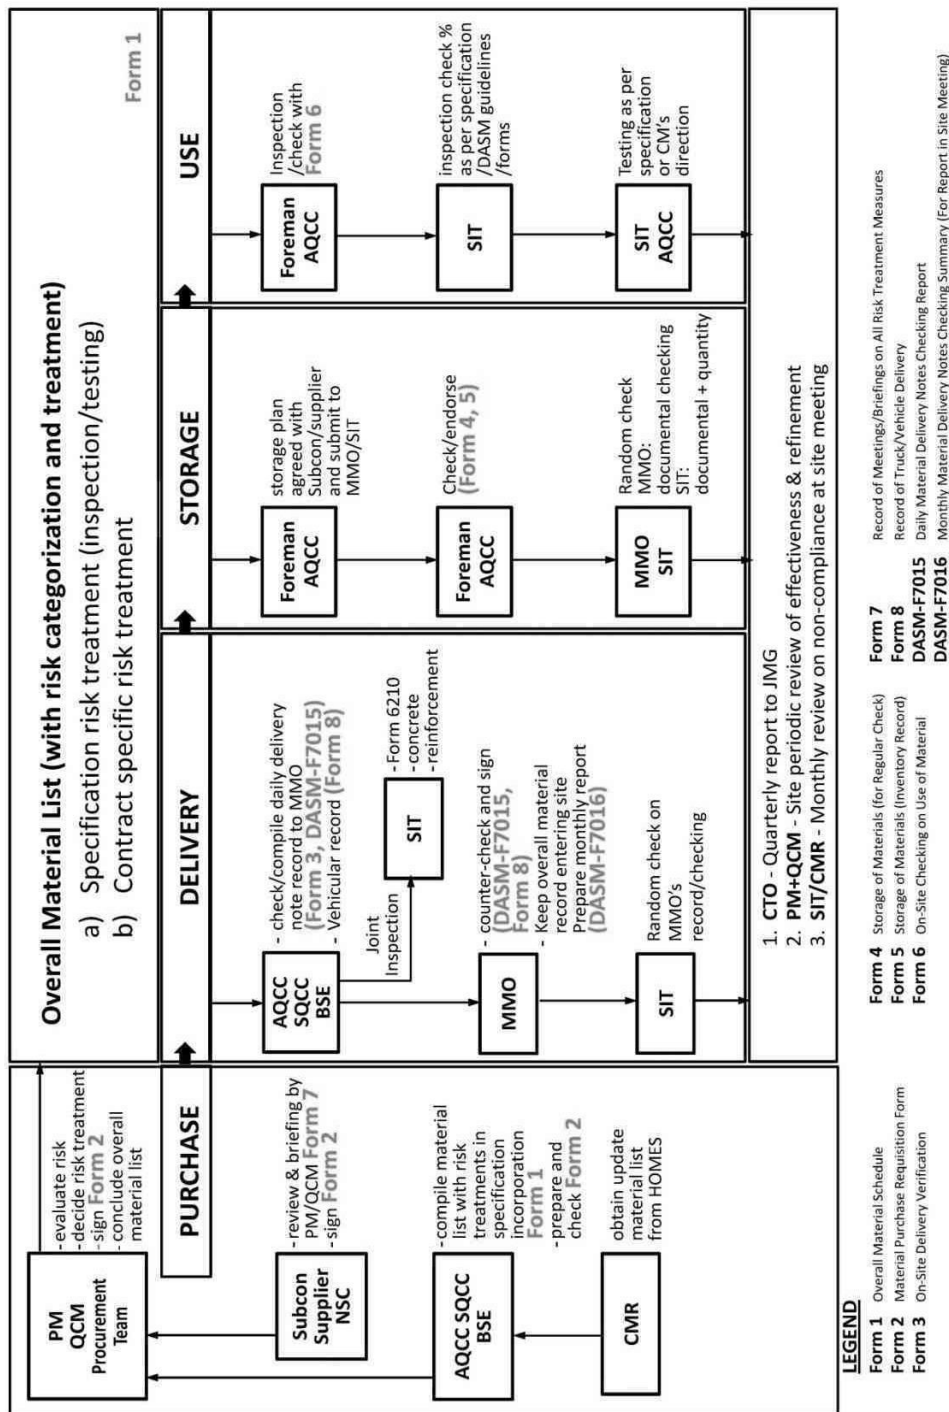 PM
QCM
Procurement
Team
-evaluate risk
-decide risk treatment
-sign Form 2
-conclude overall
material list
Overall Material List (with risk categorization and treatment)
a) Specification risk treatment (inspection/testing)
b) Contract specific risk treatment
Form 1
PURCHASE
Subcon
Supplier
NSC
-review & briefing by
PM/QCM Form 7
-sign Form 2
AQCC SQCC
BSE
-compile material
list with risk
treatments in
specification
incorporation
Form 1
-prepare and
check Form 2
CMR
obtain update
material list
from HOMES
DELIVERY
AQCC
SQCC
BSE
- check/compile daily delivery
note record to MMO
(Form 3, DASM-F7015)
- Vehicular record (Form 8)
Joint
Inspection
SIT
- Form 6210
-concrete
-reinforcement
MMO
- counter-check and sign
(DASM-F7015,
Form 8)
-Keep overall material
record entering site
Prepare monthly report
(DASM-F7016)
SIT
Random check on
MMO's
record/checking
STORAGE
Foreman
AQCC
storage plan
agreed with
Subcon/supplier
and submit to
MMO/SIT
Foreman
AQCC
Check/endorse
(Form 4, 5)
MMO
SIT
Random check
MMO:
documental checking
SIT:
documental + quantity
USE
Foreman
AQCC
Inspection
/check with
Form 6
SIT
inspection check %
as per specification
/DASM guidelines
/forms
SIT
AQCC
Testing as per
specification
or CM's
direction
1. CTO - Quarterly report to JMG
2. PM+QCM - Site periodic review of effectiveness & refinement
3. SIT/CMR - Monthly review on non-compliance at site meeting
LEGEND
Form 1 Overall Material Schedule
Form 2 Material Purchase Requisition Form
Form 3 On-Site Delivery Verification
Form 4 Storage of Materials (for Regular Check)
Form 5 Storage of Materials (Inventory Record)
Form 6 On-Site Checking on Use of Material
Form 7 Record of Meetings/Briefings on All Risk Treatment Measures
Form 8 Record of Truck/Vehicle Delivery
DASM-F7015 Daily Material Delivery Notes Checking Report
DASM-F7016 Monthly Material Delivery Notes Checking Summary (For Report in Site Meeting)